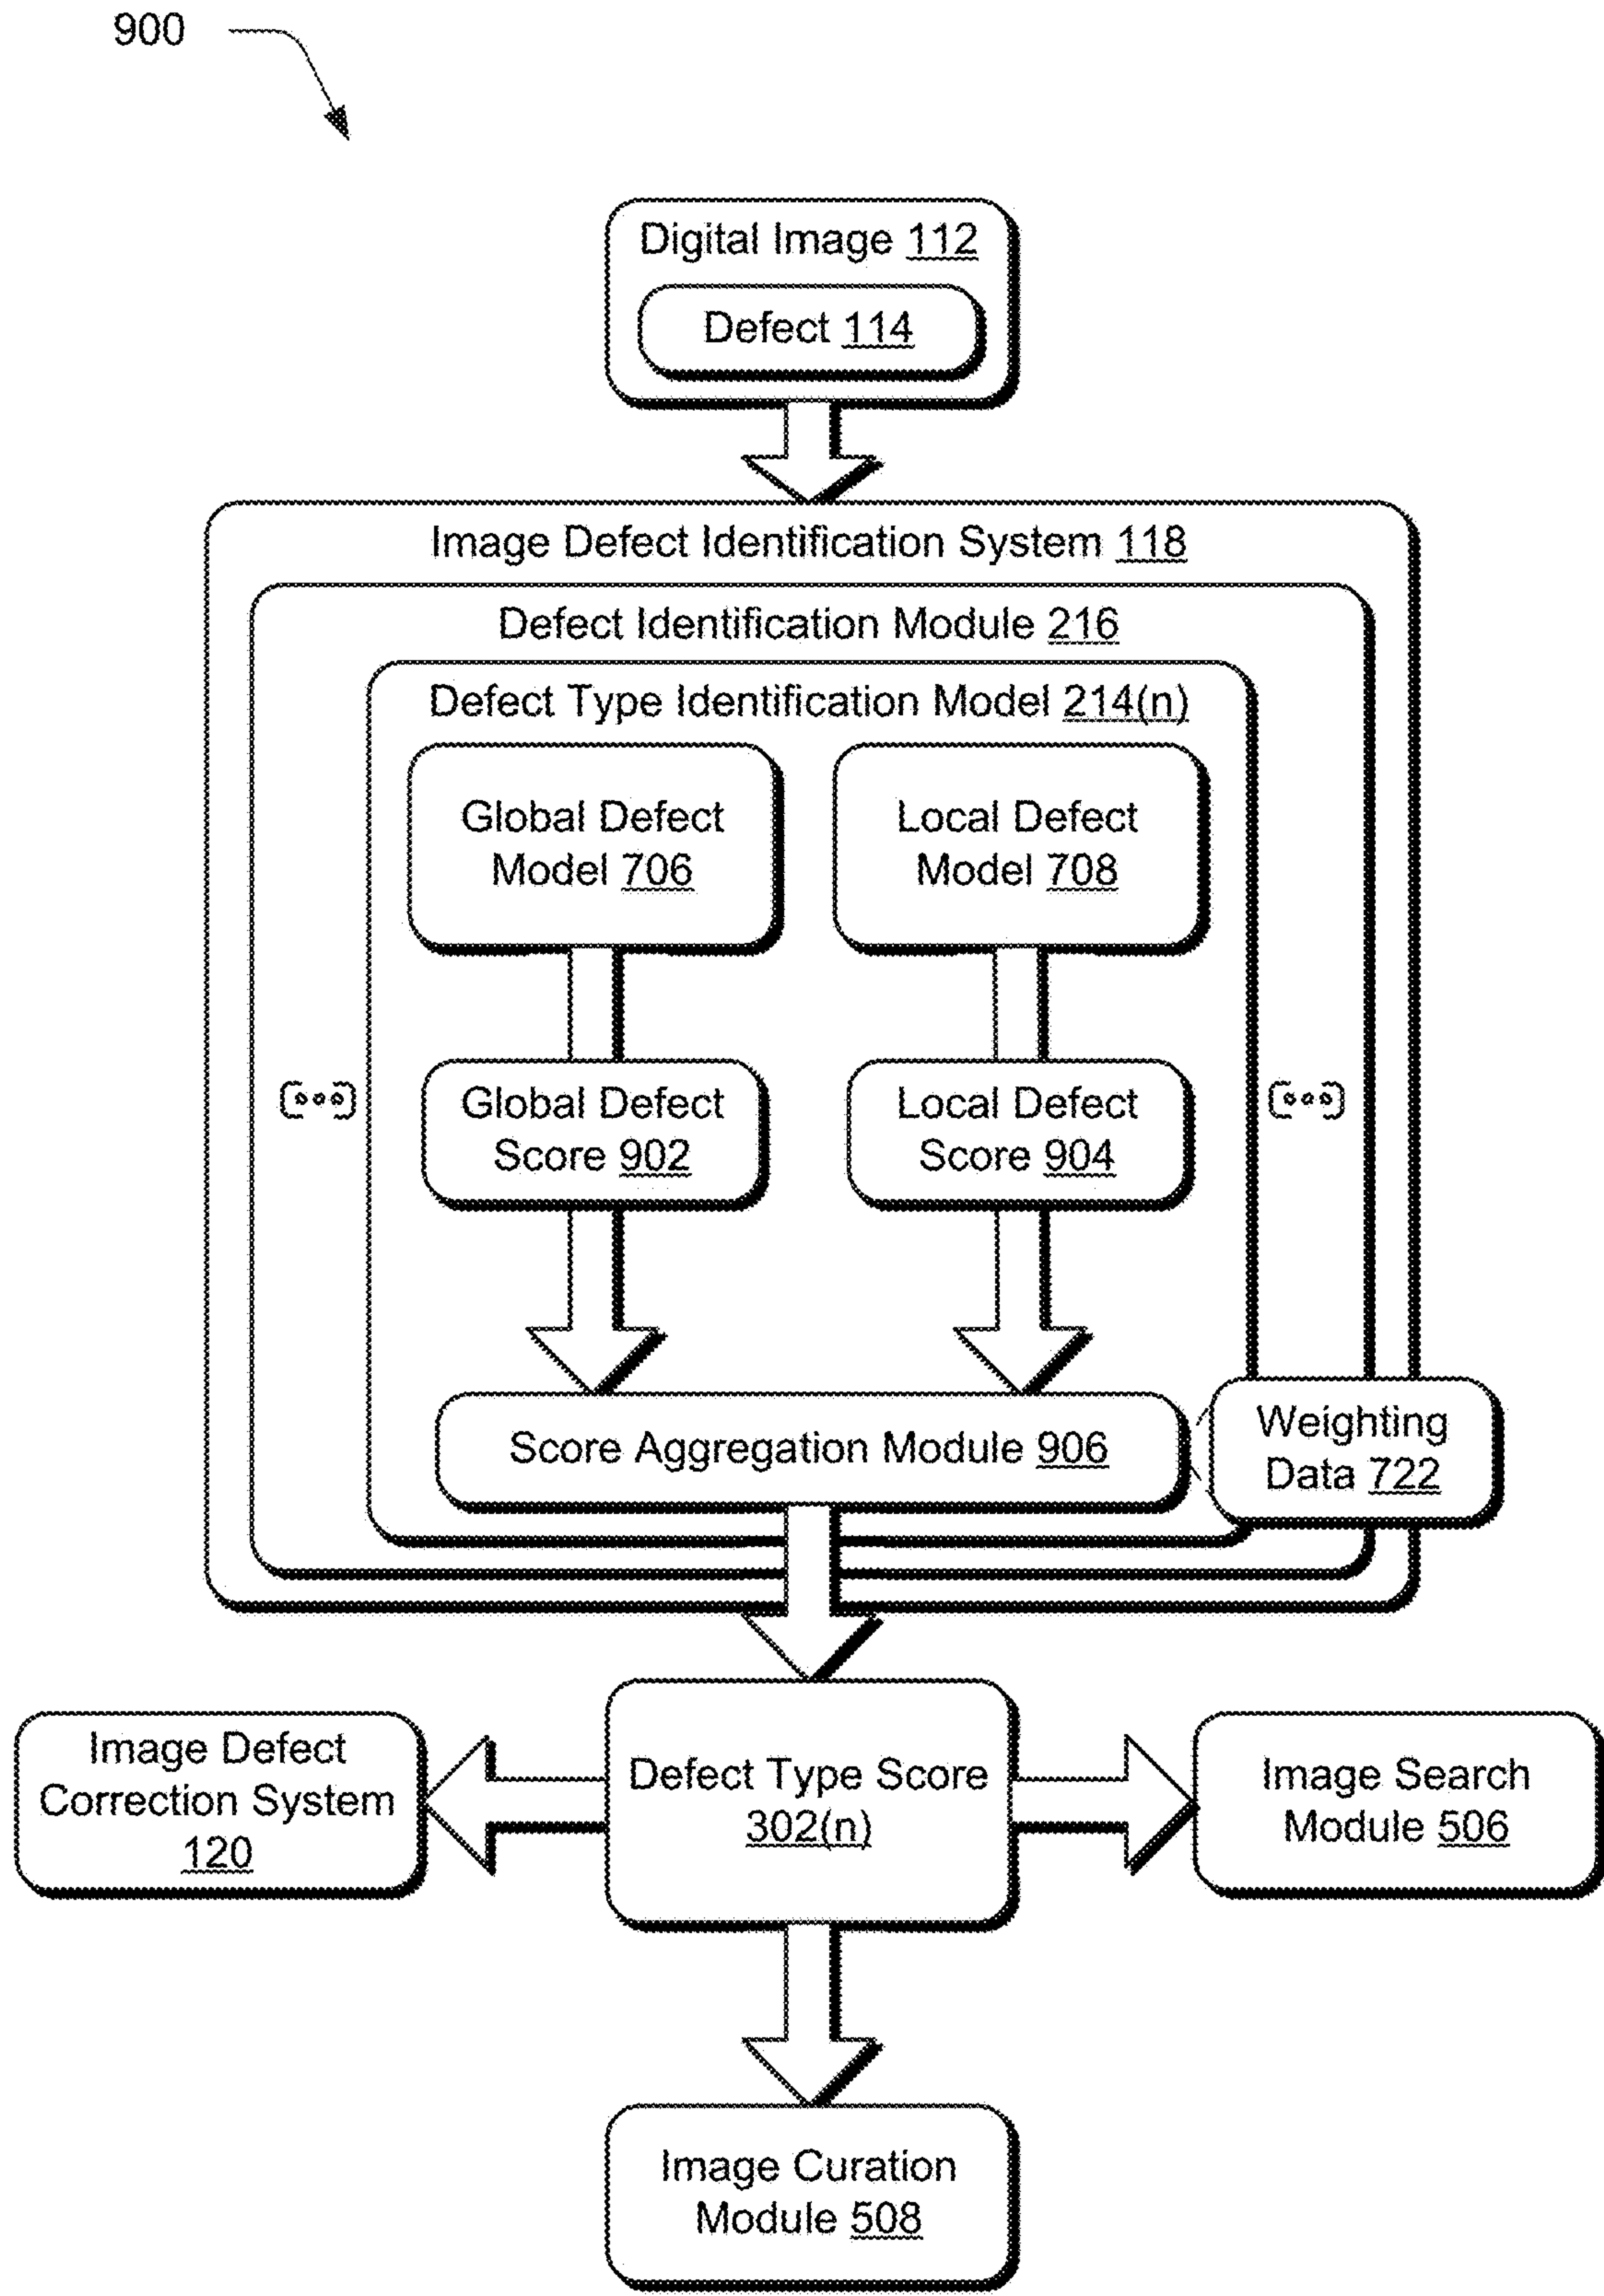 900
Digital Image 112
Defect 114
Image Defect Identification System 118
Defect Identification Module 216
Defect Type Identification Model 214(n)
Global Defect
Model 706
Local Defect
Model 708
Global Defect
Score 902
Local Defect
Score 904
Score Aggregation Module 906
Weighting
Data 722
Image Defect
Correction System
120
Defect Type Score
302(n)
Image Search
Module 506
Image Curation
Module 508